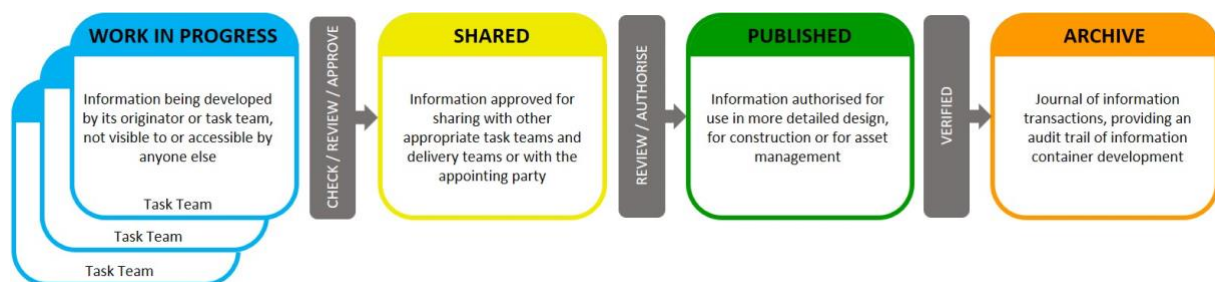 WORK IN PROGRESS
Information being developed
by its originator or task team,
not visible to or accessible by
anyone else
Task Team
Task Team
Task Team
CHECK / REVIEW / APPROVE
SHARED
Information approved for
sharing with other
appropriate task teams and
delivery teams or with the
appointing party
REVIEW / AUTHORISE
PUBLISHED
Information authorised for
use in more detailed design,
for construction or for asset
management
VERIFIED
ARCHIVE
Journal of information
transactions, providing an
audit trail of information
container development